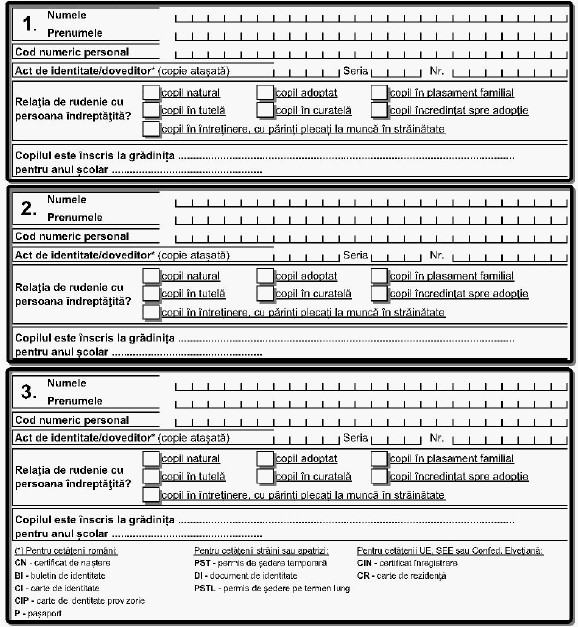 1. Numele
Prenumele
Cod numeric personal
Act de identitate/doveditor* (copie ataşată) Seria Nr.
Relaţia de rudenie cu persoana îndreptăţită?
copil natural copil adoptat copil în plasament familial
copil în tutelă copil în curatelă copil încredinţat spre adopţie
copil în întreţinere, cu părinţi plecaţi la muncă în străinătate
Copilul este înscris la grădiniţa ..........
pentru anul şcolar ..........
2. Numele
Prenumele
Cod numeric personal
Act de identitate/doveditor* (copie ataşată) Seria Nr.
Relaţia de rudenie cu persoana îndreptăţită?
copil natural copil adoptat copil în plasament familial
copil în tutelă copil în curatelă copil încredinţat spre adopţie
copil în întreţinere, cu părinţi plecaţi la muncă în străinătate
Copilul este înscris la grădiniţa ..........
pentru anul şcolar ..........
3. Numele
Prenumele
Cod numeric personal
Act de identitate/doveditor* (copie ataşată) Seria Nr.
Relaţia de rudenie cu persoana îndreptăţită?
copil natural copil adoptat copil în plasament familial
copil în tutelă copil în curatelă copil încredinţat spre adopţie
copil în întreţinere, cu părinţi plecaţi la muncă în străinătate
Copilul este înscris la grădiniţa ..........
pentru anul şcolar ..........
(*) Pentru cetăţenii români:
CN - certificat de naştere
BI - buletin de identitate
CI - carte de identitate
CIP - carte de identitate provizorie
P - paşaport
Pentru cetăţenii străini sau apatrizi:
PST - permis de şedere temporară
DI - document de identitate
PSTL - permis de şedere pe termen lung
Pentru cetăţenii UE, SEE sau Confed. Elveţiană:
CIN - certificat înregistrare
CR - carte de rezidenţă